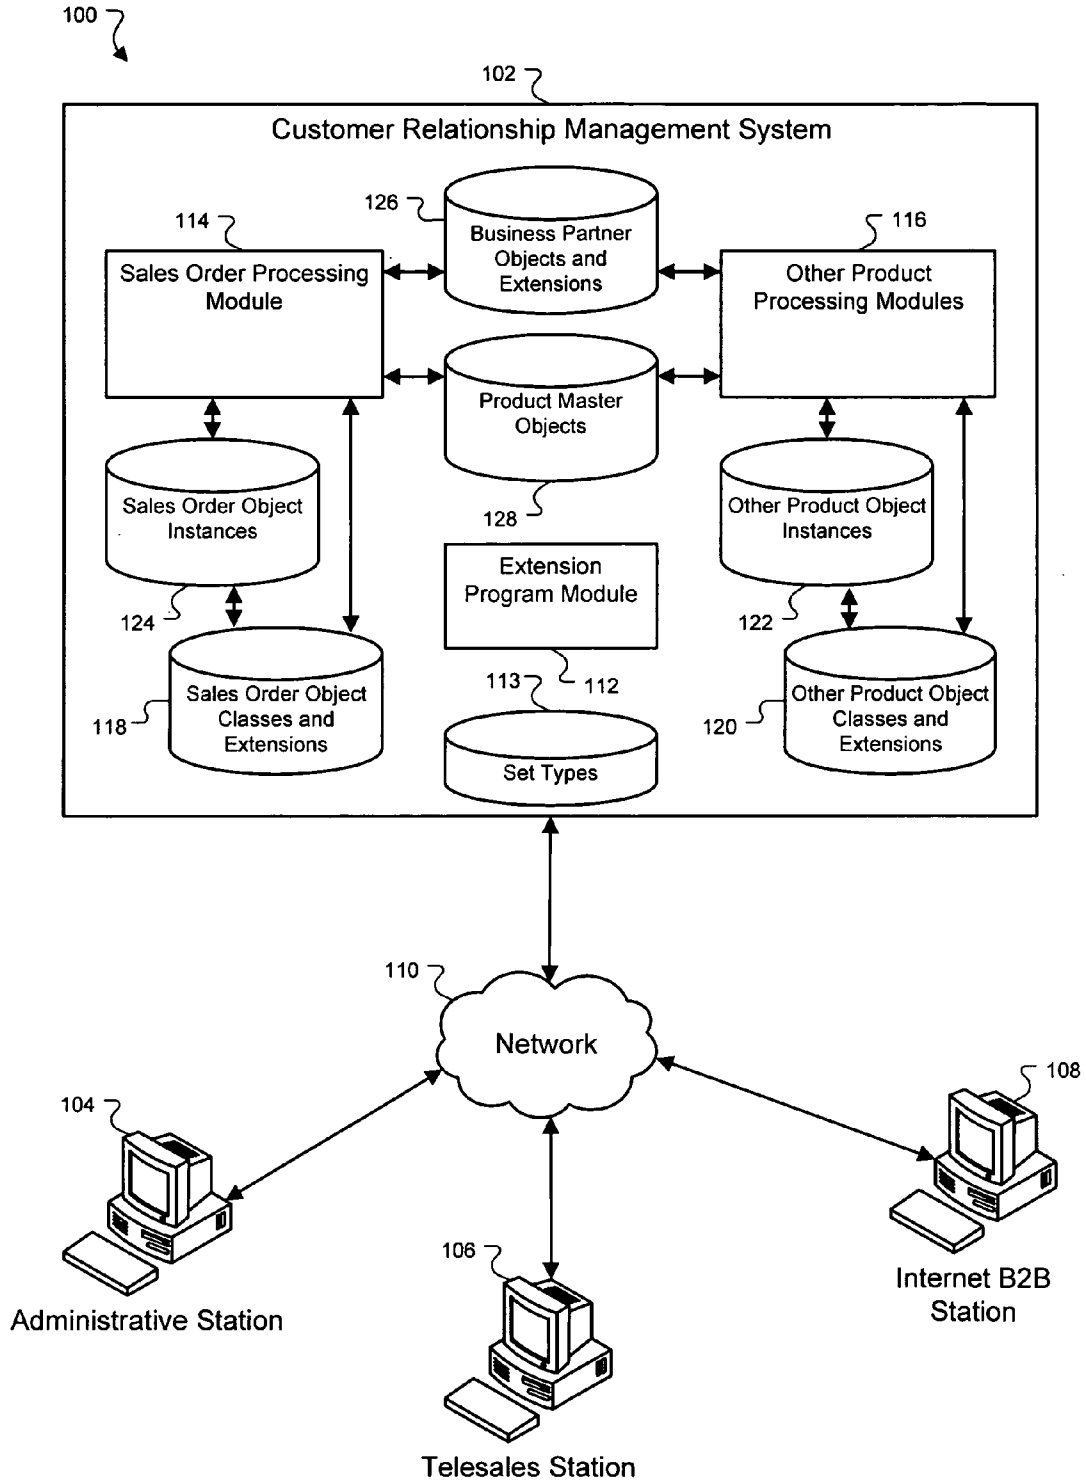 100
102
Customer Relationship Management System
126
Business Partner
Objects and
Extensions
114
Sales Order Processing
Module
116
Other Product
Processing Modules
Product Master
Objects
128
Sales Order Object
Instances
124
Other Product Object
Instances
122
Extension
Program Module
112
113
Set Types
118
Sales Order Object
Classes and
Extensions
120
Other Product Object
Classes and
Extensions
110
Network
104
Administrative Station
106
Telesales Station
108
Internet B2B
Station